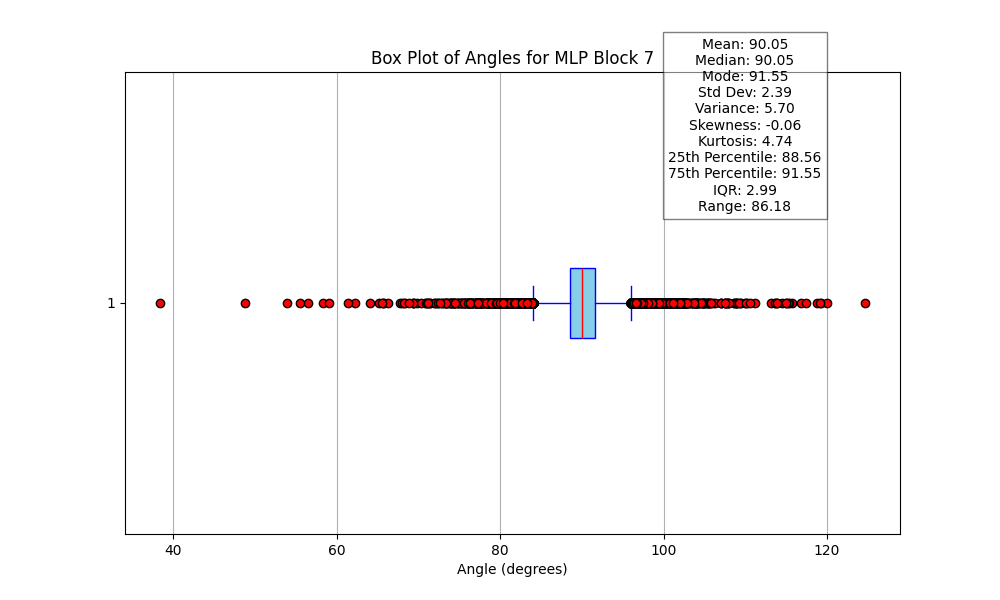 Box Plot of Angles for MLP Block 7
Mean: 90.05
Median: 90.05
Mode: 91.55
Std Dev: 2.39
Variance: 5.70
Skewness: -0.06
Kurtosis: 4.74
25th Percentile: 88.56
75th Percentile: 91.55
IQR: 2.99
Range: 86.18
1
40 60 80 100 120
Angle (degrees)